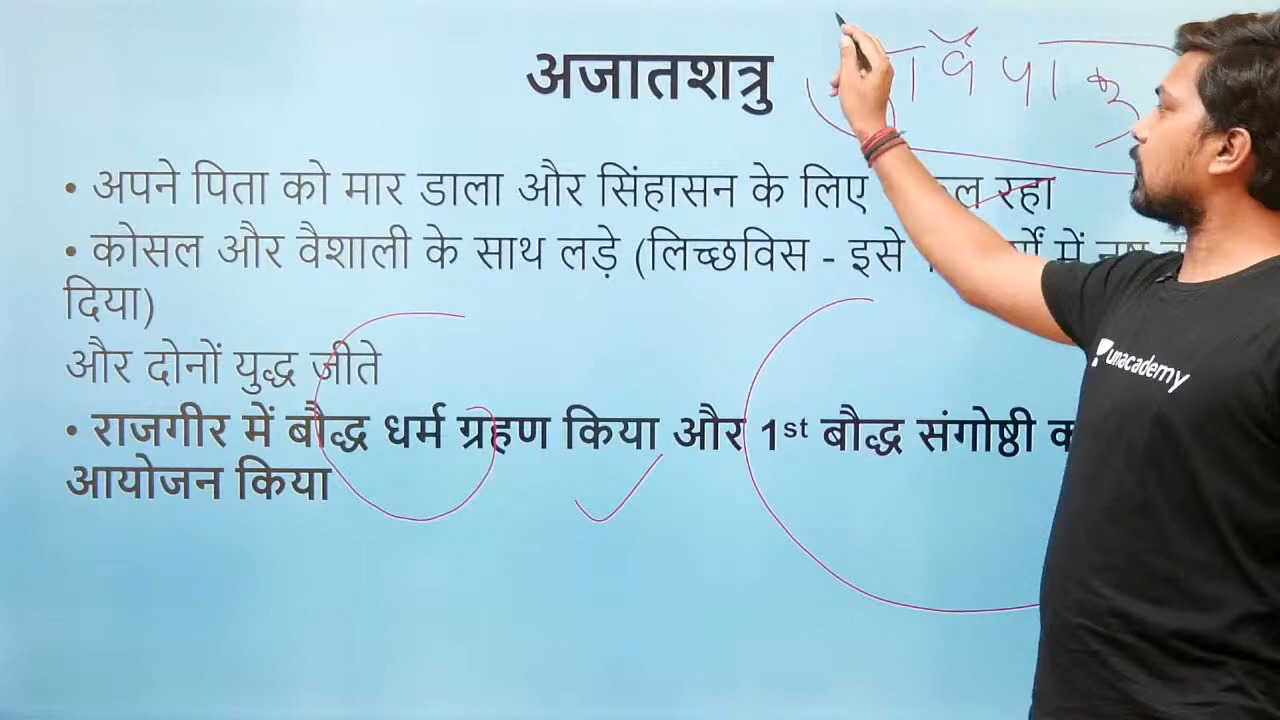 अजातशत्रु
• अपने पिता को मार डाला और सिंहासन के लिए रहा
• कोसल और वैशाली के साथ लड़े (लिच्छविस - इसे में
दिया)
और दोनों युद्ध जीते
• राजगीर में बौद्ध धर्म ग्रहण किया और 1st बौद्ध संगोष्ठी
आयोजन किया
unacademy